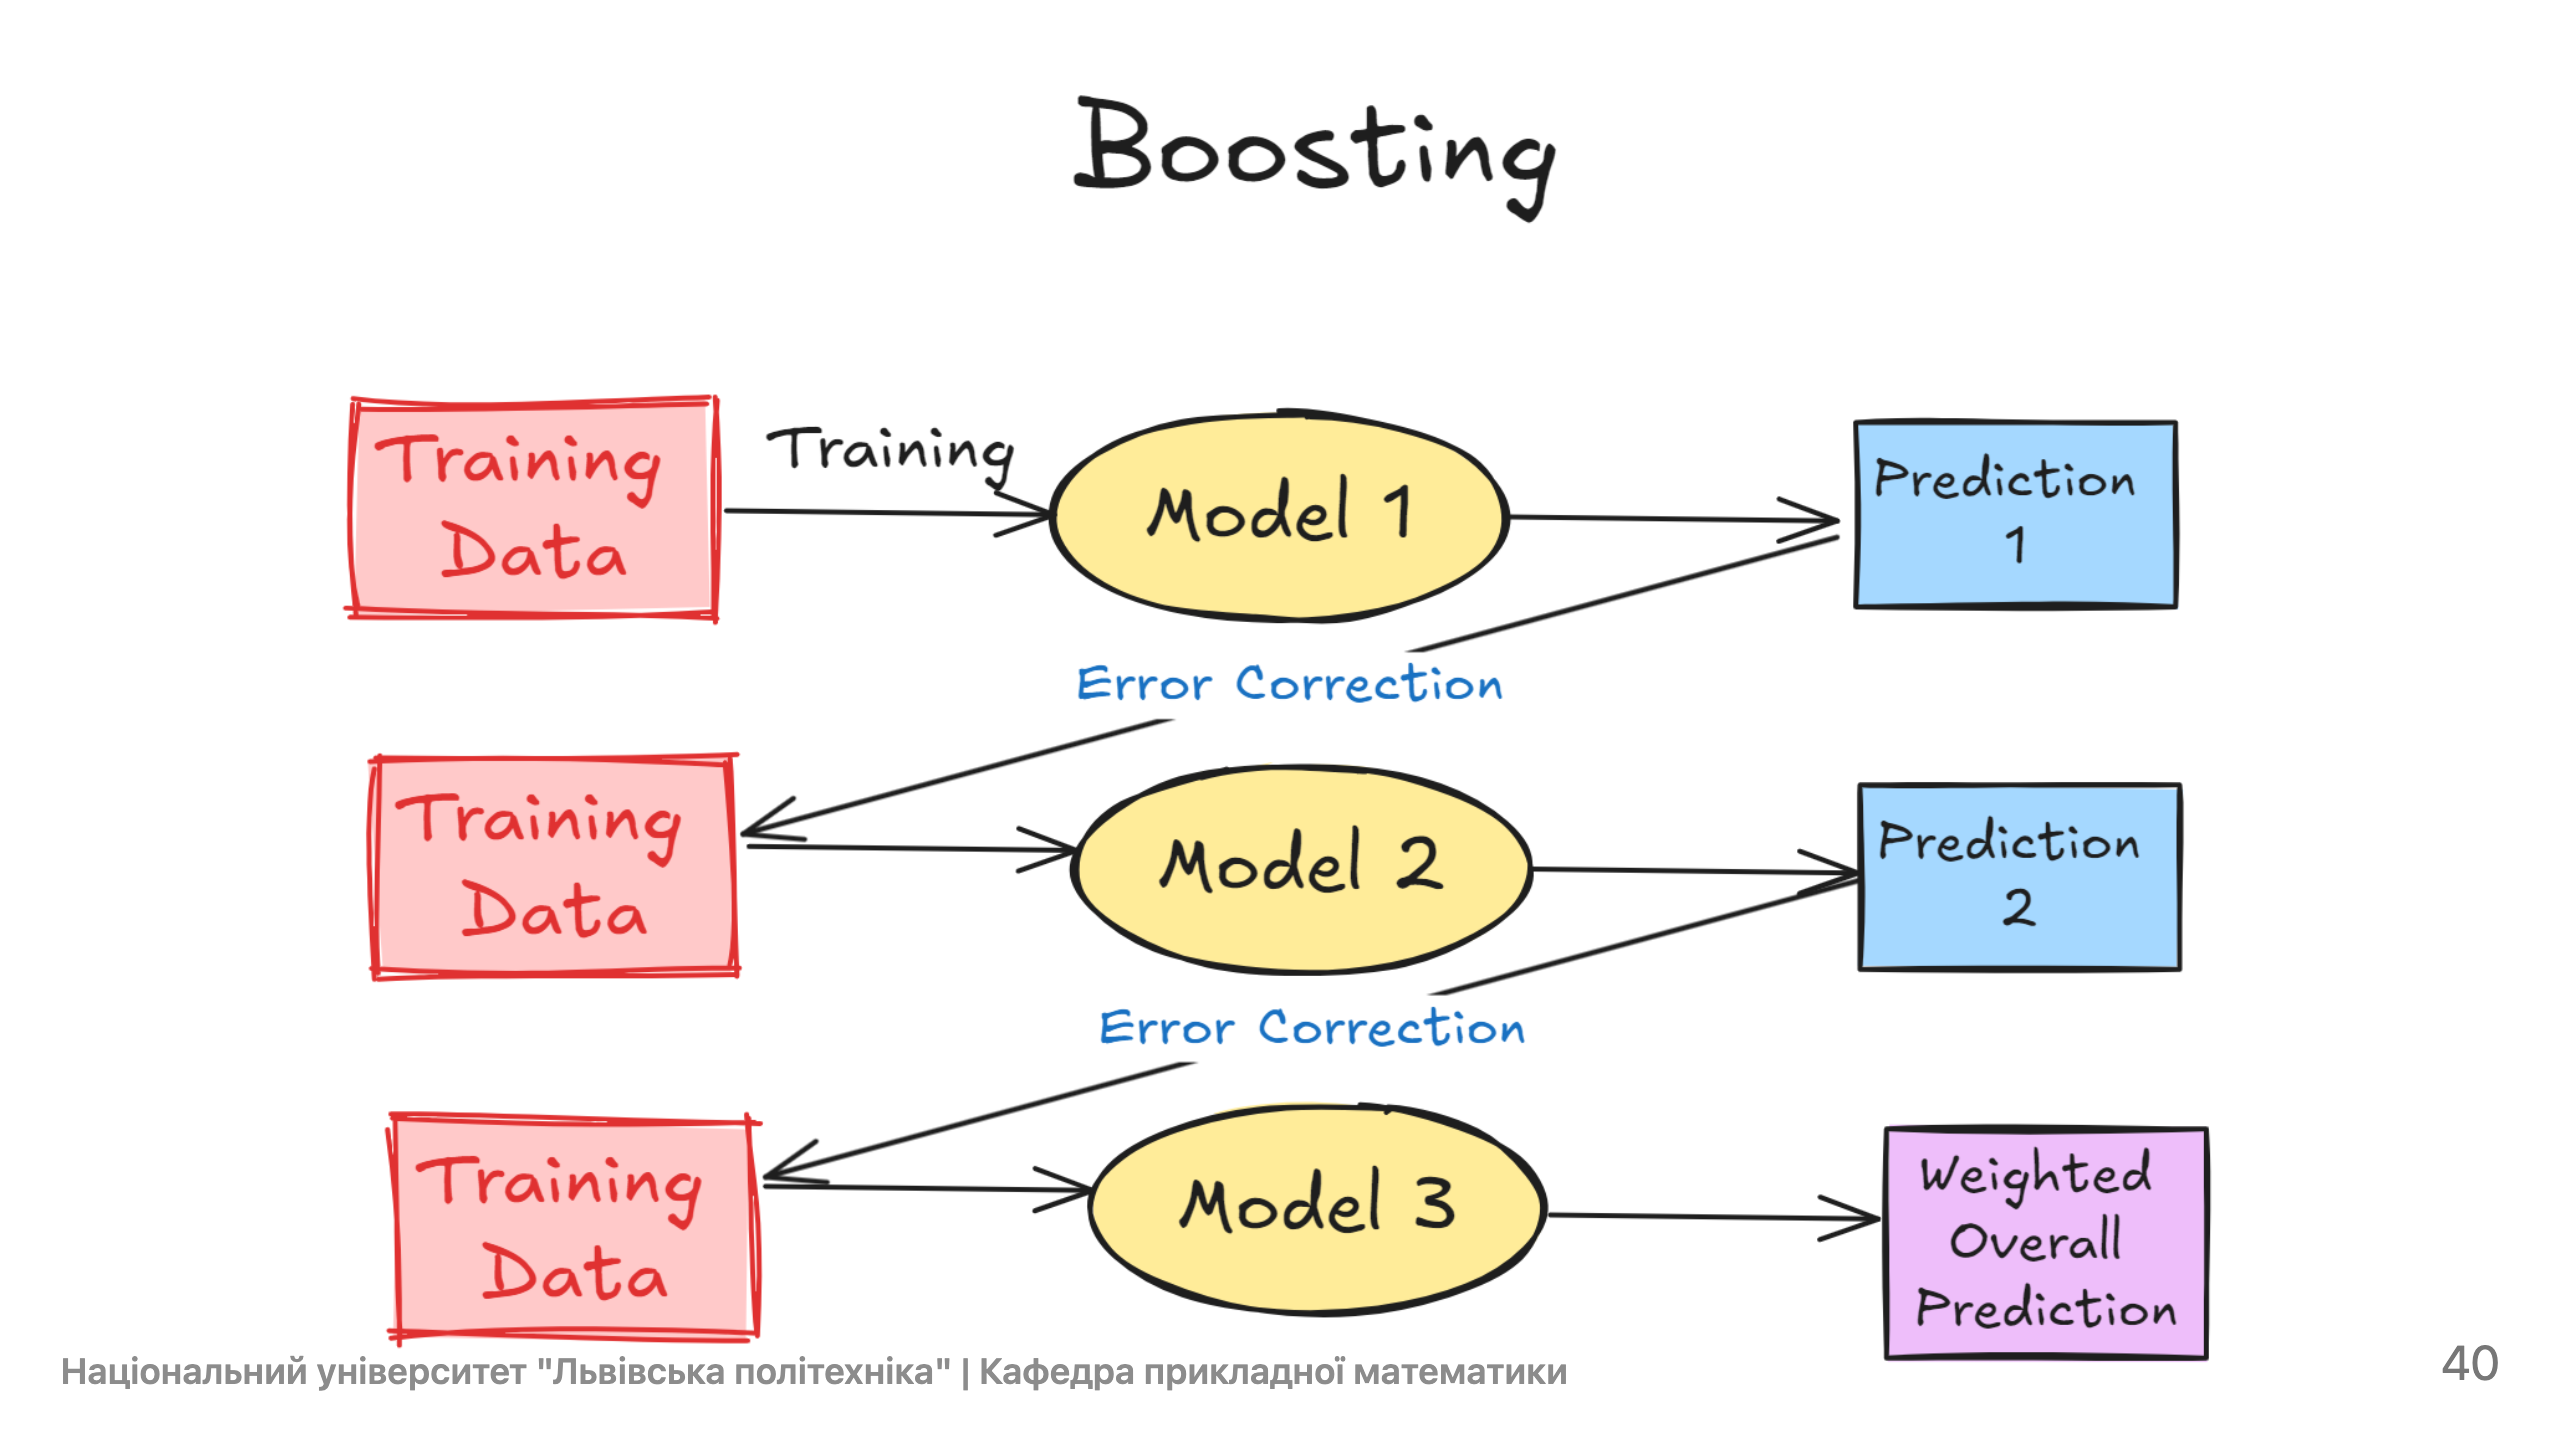 Boosting
Training
Data
Training
Model 1
Prediction
1
Error Correction
Training
Data
Model 2
Prediction
2
Error Correction
Training
Data
Model 3
Weighted
Overall
Prediction
Національний університет "Львівська політехніка" | Кафедра прикладної математики
40